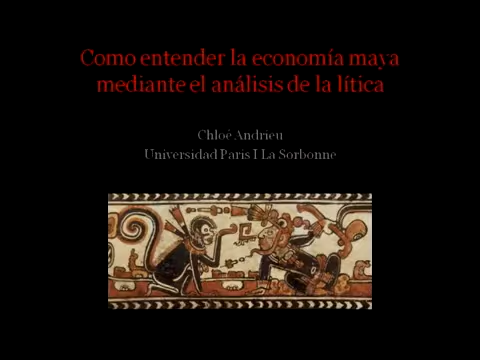 Como entender la economía maya
mediante el análisis de la lítica
Chloé Andrieu
Universidad Paris I La Sorbonne